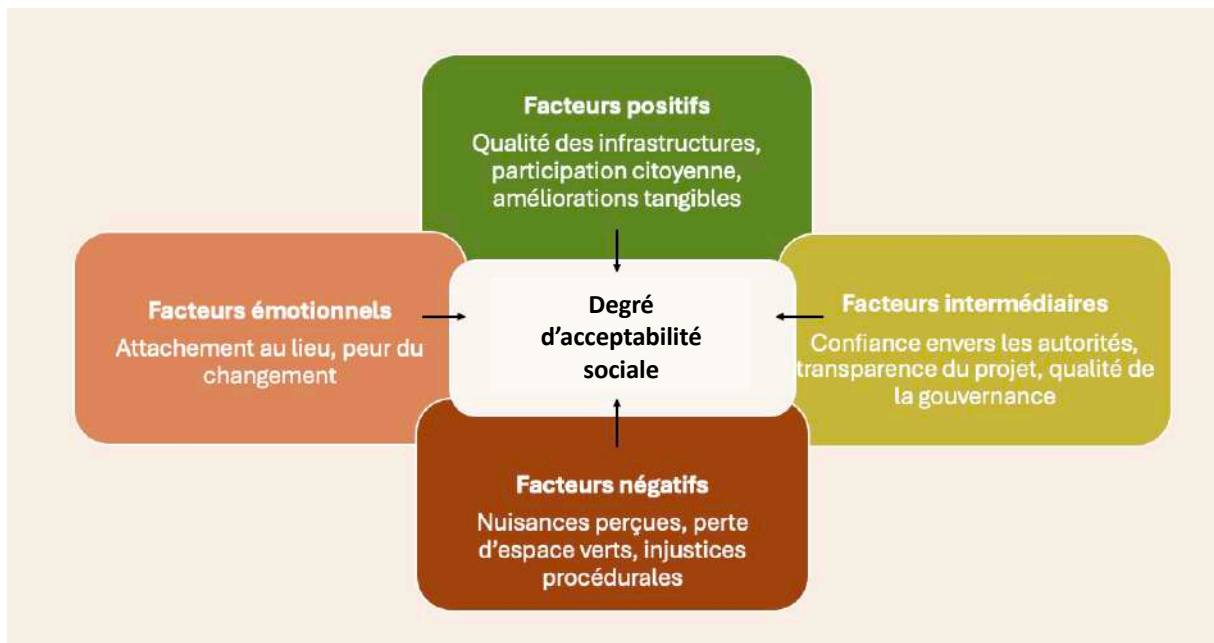 Facteurs positifs
Qualité des infrastructures,
participation citoyenne,
améliorations tangibles
Facteurs émotionnels
Attachement au lieu, peur du
changement
Degré
d'acceptabilité
sociale
Facteurs intermédiaires
Confiance envers les autorités,
transparence du projet, qualité de
la gouvernance
Facteurs négatifs
Nuisances perçues, perte
d'espace verts, injustices
procédurales